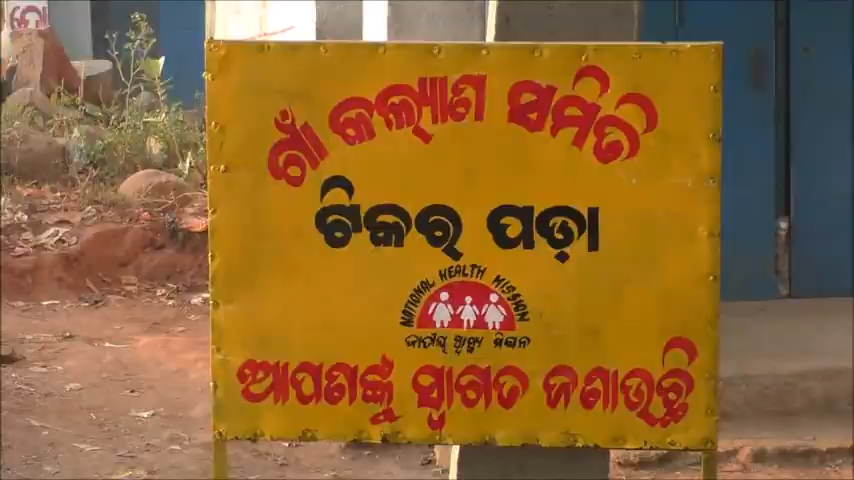 ଗାଁ କଲ୍ୟାଣ ସମିତି
ଟିକର ପଡ଼ା
NATIONAL HEALTH MISSION
ଜାତୀୟ ସ୍ୱାସ୍ଥ୍ୟ ମିଶନ
ଆପଣଙ୍କୁ ସ୍ୱାଗତ ଜଣାଉଛି